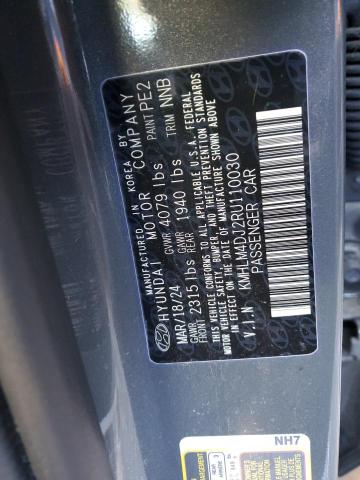 MANUFACTURED IN KOREA BY
HYUNDAI MOTOR COMPANY
MAR/18/24 GVWR 4079 lbs PAINT PE2
GAWR FRONT 2315 lbs GAWR REAR 1940 lbs TRIM NNB
THIS VEHICLE CONFORMS TO ALL APPLICABLE U.S.A. FEDERAL
MOTOR VEHICLE SAFETY, BUMPER, AND THEFT PREVENTION STANDARDS
IN EFFECT ON THE DATE OF MANUFACTURE SHOWN ABOVE.
V.I.N KMHLM4DJ2RU110030
PASSENGER CAR
NH7